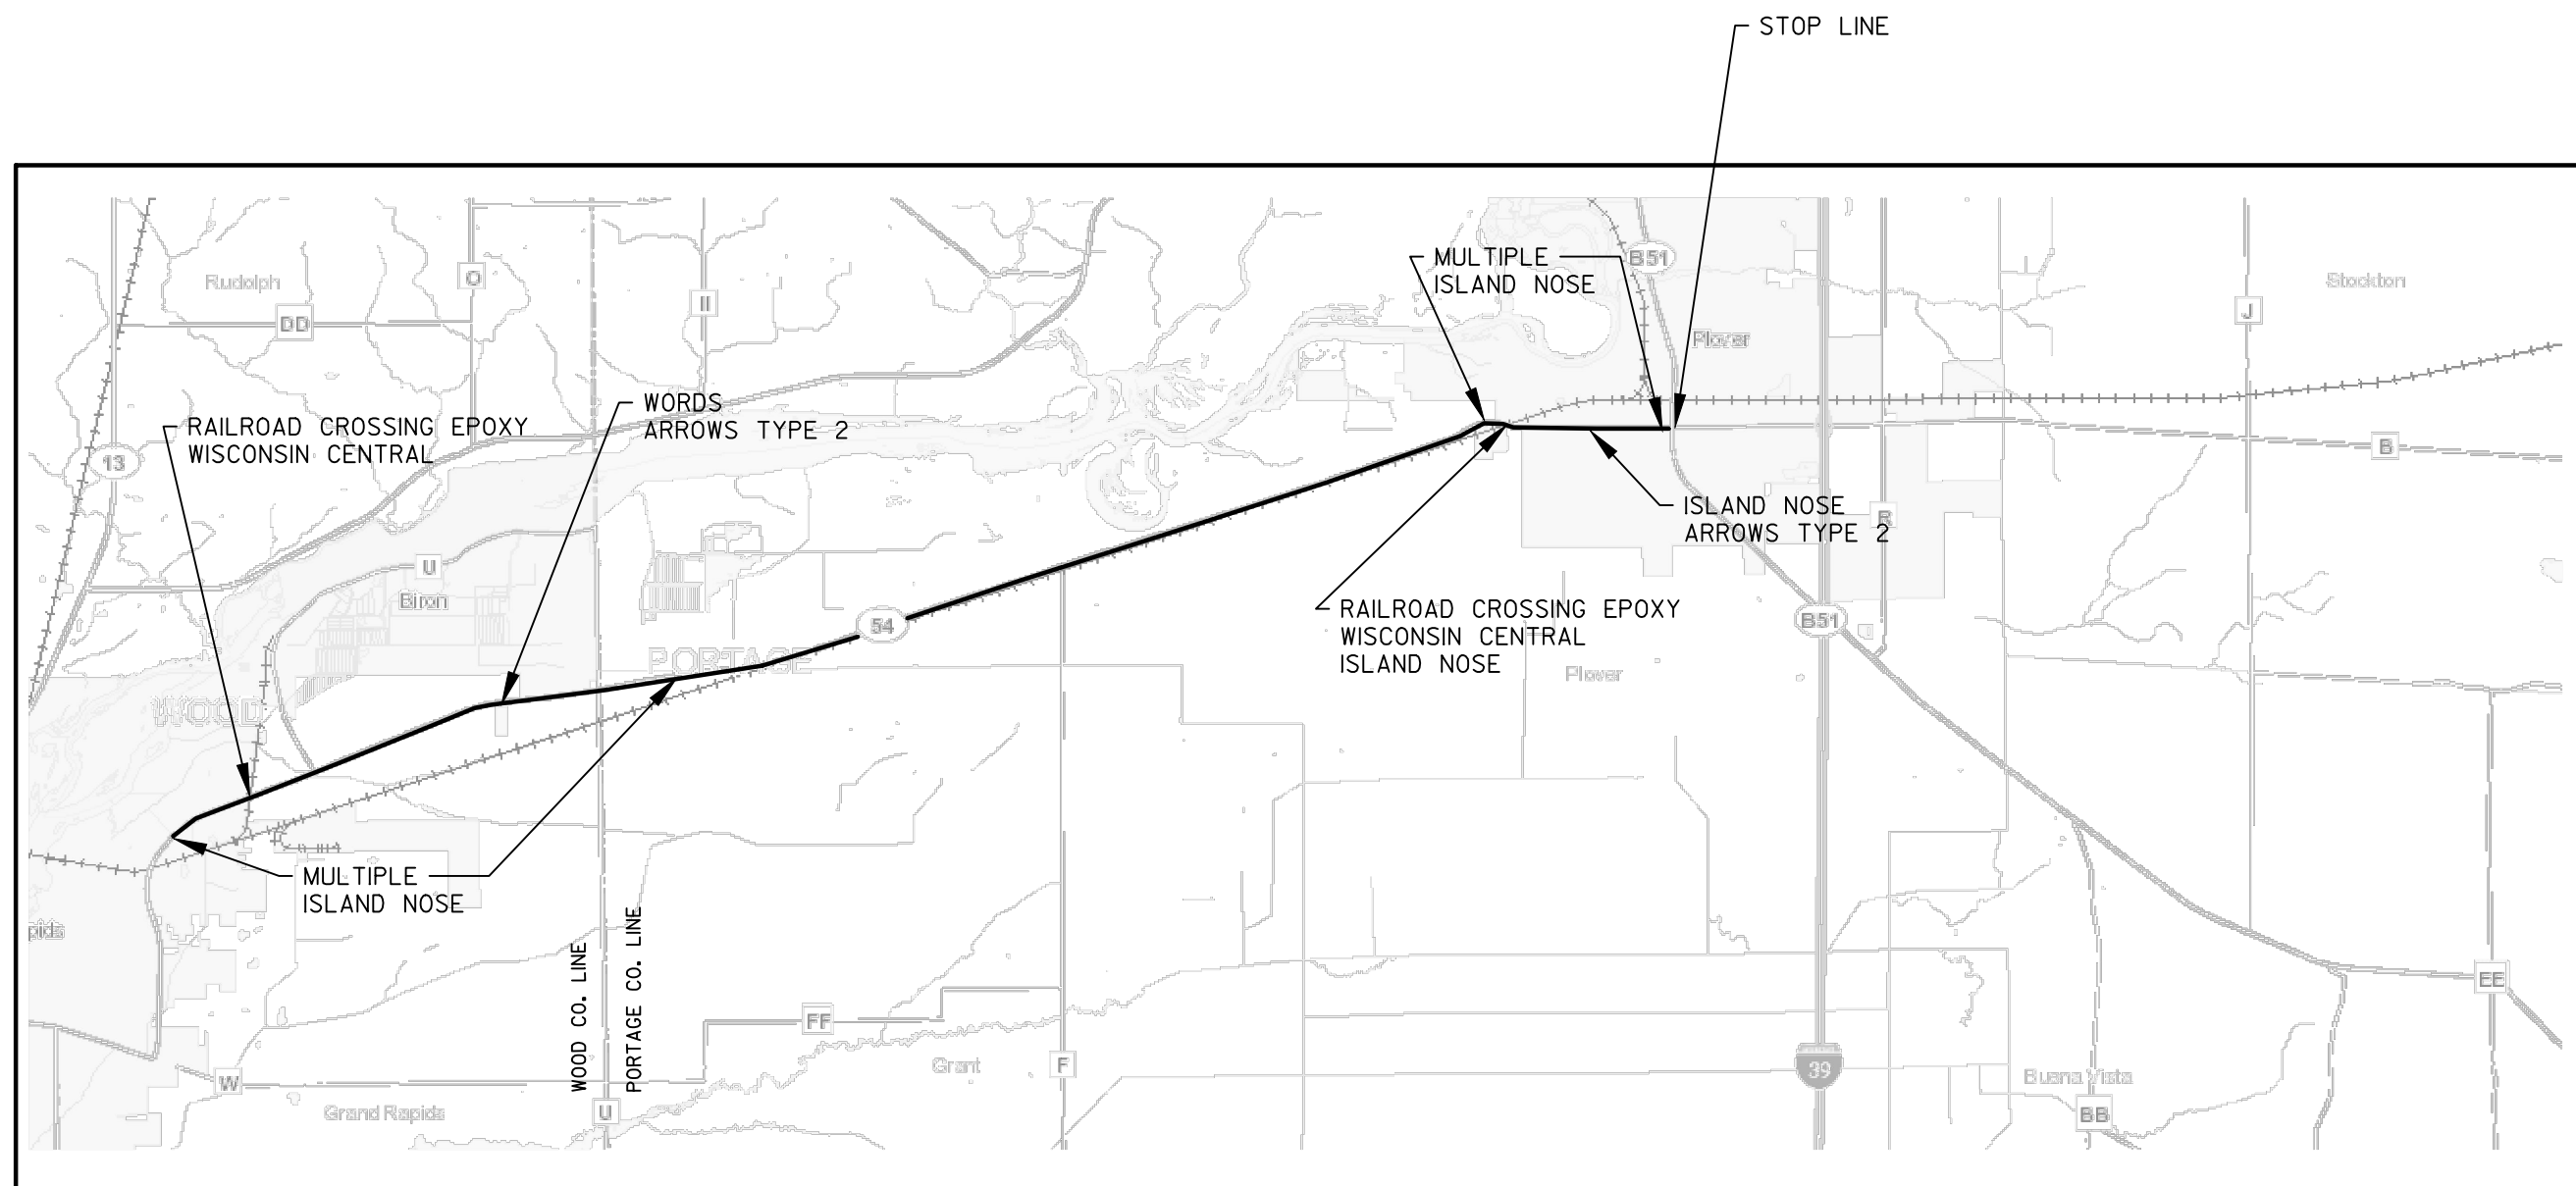 STOP LINE
MULTIPLE
ISLAND NOSE
B51
Rudolph
O
Stockton
II
J
DD
Plover
WORDS
ARROWS TYPE 2
RAILROAD CROSSING EPOXY
WISCONSIN CENTRAL
13
B
ISLAND NOSE
ARROWS TYPE 2
R
U
Biron
RAILROAD CROSSING EPOXY
WISCONSIN CENTRAL
ISLAND NOSE
54
B51
PORTAGE
Plover
WOOD
MULTIPLE
ISLAND NOSE
pids
WOOD CO. LINE
PORTAGE CO. LINE
EE
FF
Grant
F
39
W
Buena Vista
Grand Rapids
U
BB